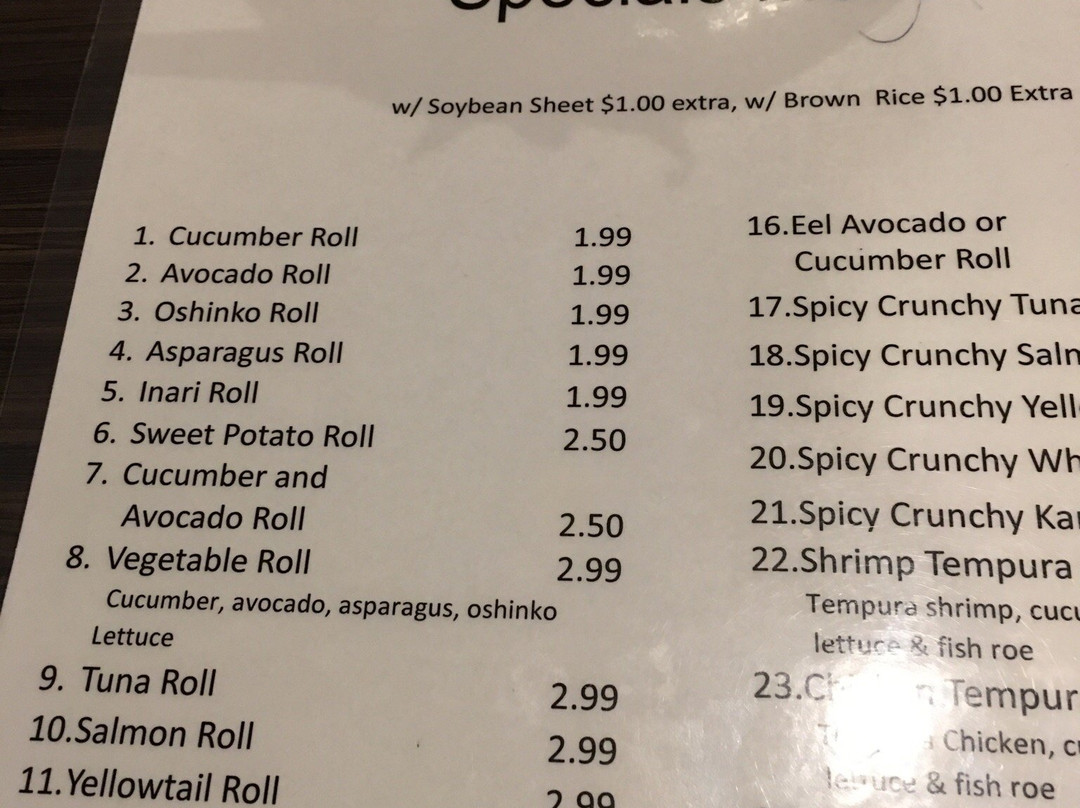 w/ Soybean Sheet $1.00 extra, w/ Brown Rice $1.00 Extra
1. Cucumber Roll 1.99
2. Avocado Roll 1.99
3. Oshinko Roll 1.99
4. Asparagus Roll 1.99
5. Inari Roll 1.99
6. Sweet Potato Roll 2.50
7. Cucumber and
Avocado Roll 2.50
8. Vegetable Roll 2.99
Cucumber, avocado, asparagus, oshinko
Lettuce
9. Tuna Roll 2.99
10.Salmon Roll 2.99
11.Yellowtail Roll 2.99
16.Eel Avocado or
Cucumber Roll
17.Spicy Crunchy Tuna
18.Spicy Crunchy
19.Spicy Crunchy
20.Spicy Crunchy
21.Spicy Crunchy
22.Shrimp Tempura
Tempura shrimp,
lettuce & fish roe
23.
Chicken,
lettuce & fish roe